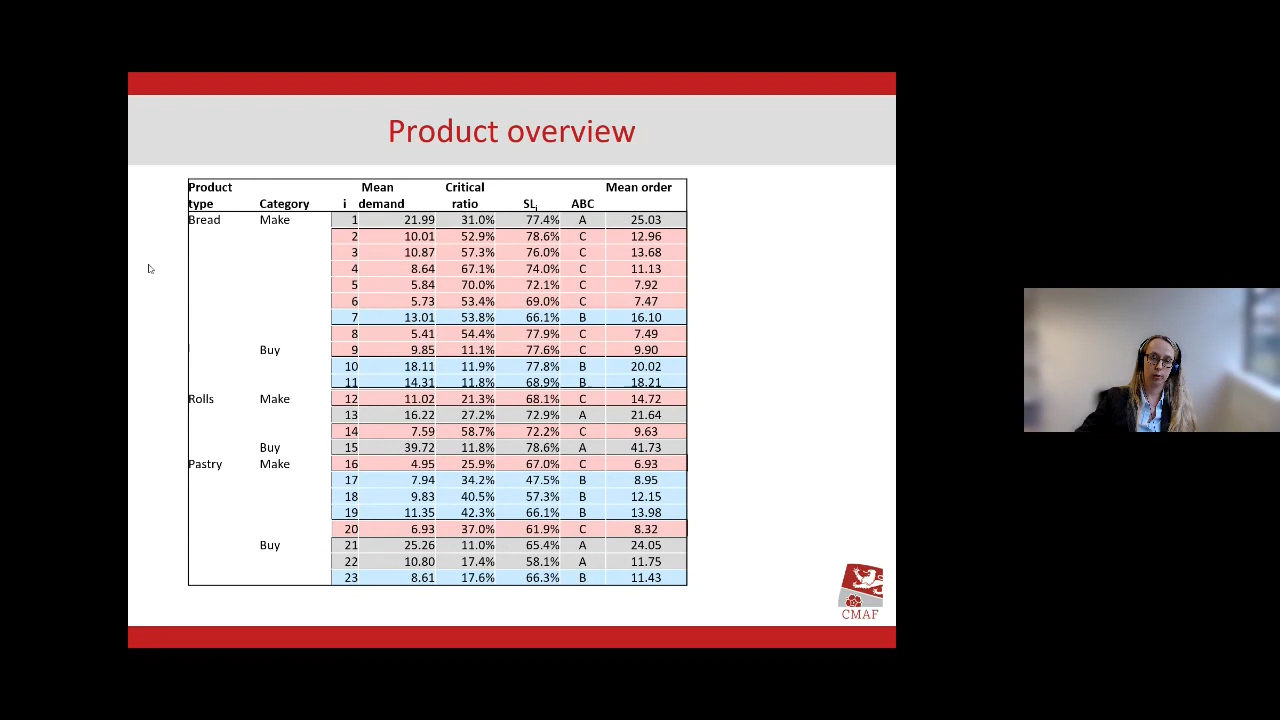 Product overview
Product Mean Critical Mean order
type Category i demand ratio SLi ABC
Bread Make 1 21.99 31.0% 77.4% A 25.03
2 10.01 52.9% 78.6% C 12.96
3 10.87 57.3% 76.0% C 13.68
4 8.64 67.1% 74.0% C 11.13
5 5.84 70.0% 72.1% C 7.92
6 5.73 53.4% 69.0% C 7.47
7 13.01 53.8% 66.1% B 16.10
8 5.41 54.4% 77.9% C 7.49
Buy 9 9.85 11.1% 77.6% C 9.90
10 18.11 11.9% 77.8% B 20.02
11 14.31 11.8% 68.9% B 18.21
Rolls Make 12 11.02 21.3% 68.1% C 14.72
13 16.22 27.2% 72.9% A 21.64
14 7.59 58.7% 72.2% C 9.63
Buy 15 39.72 11.8% 78.6% A 41.73
Pastry Make 16 4.95 25.9% 67.0% C 6.93
17 7.94 34.2% 47.5% B 8.95
18 9.83 40.5% 57.3% B 12.15
19 11.35 42.3% 66.1% B 13.98
20 6.93 37.0% 61.9% C 8.32
Buy 21 25.26 11.0% 65.4% A 24.05
22 10.80 17.4% 58.1% A 11.75
23 8.61 17.6% 66.3% B 11.43
CMAF